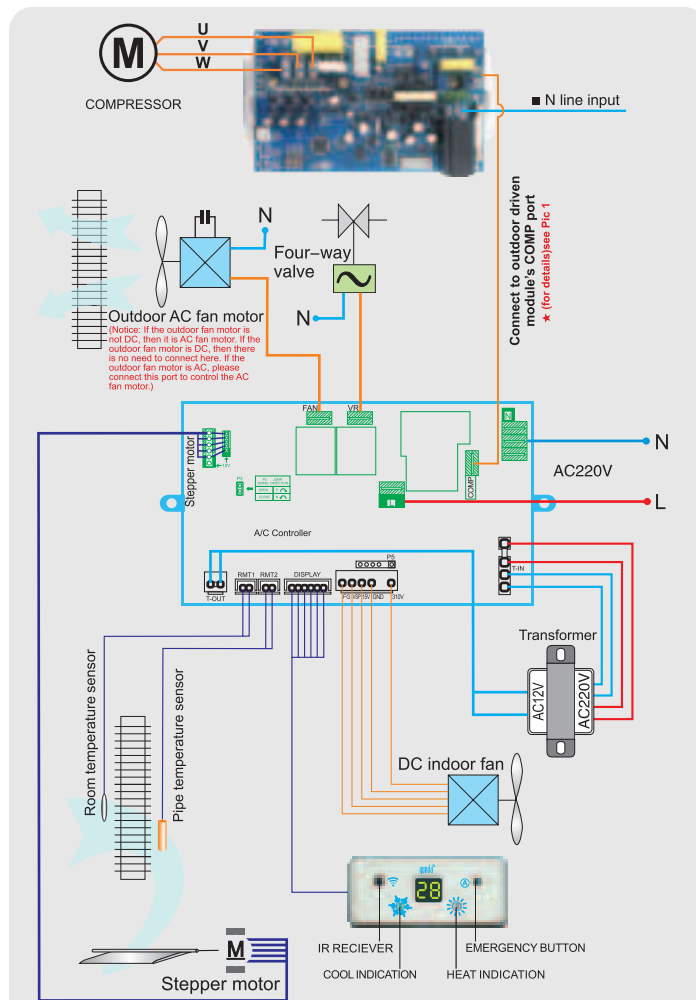 U
V
W
M
COMPRESSOR
■ N line input
Connect to outdoor driven
module's COMP port
★ (for details)see Pic 1
N
Four-way
valve
N
Outdoor AC fan motor
(Notice: If the outdoor fan motor is
not DC, then it is AC fan motor. If the
outdoor fan motor is DC, then there
is no need to connect here. If the
outdoor fan motor is AC, please
connect this port to control the AC
fan motor.)
FAN
VR
N
Stepper motor
12V
P2
COMP
N
AC220V
L
L
A/C Controller
P5
T-IN
T-OUT
RMT1
RMT2
DISPLAY
FG
VSP
15V
GND
310V
Transformer
AC12V
AC220V
Room temperature sensor
Pipe temperature sensor
DC indoor fan
qunda
28
IR RECIEVER
EMERGENCY BUTTON
COOL INDICATION
HEAT INDICATION
M
Stepper motor